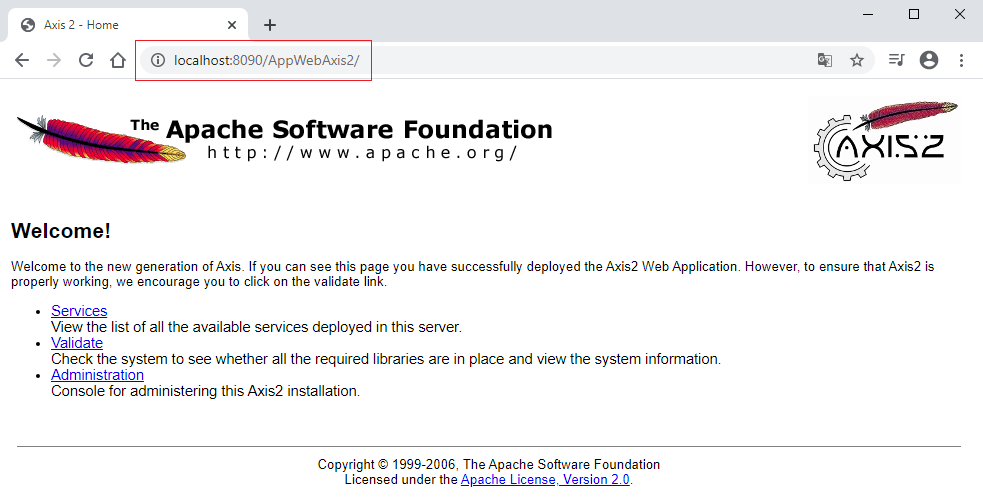 Axis 2 - Home
localhost:8090/AppWebAxis2/
The Apache Software Foundation
http://www.apache.org/
AXIS2
Welcome!
Welcome to the new generation of Axis. If you can see this page you have successfully deployed the Axis2 Web Application. However, to ensure that Axis2 is
properly working, we encourage you to click on the validate link.
• Services
View the list of all the available services deployed in this server.
• Validate
Check the system to see whether all the required libraries are in place and view the system information.
• Administration
Console for administering this Axis2 installation.
Copyright © 1999-2006, The Apache Software Foundation
Licensed under the Apache License, Version 2.0.